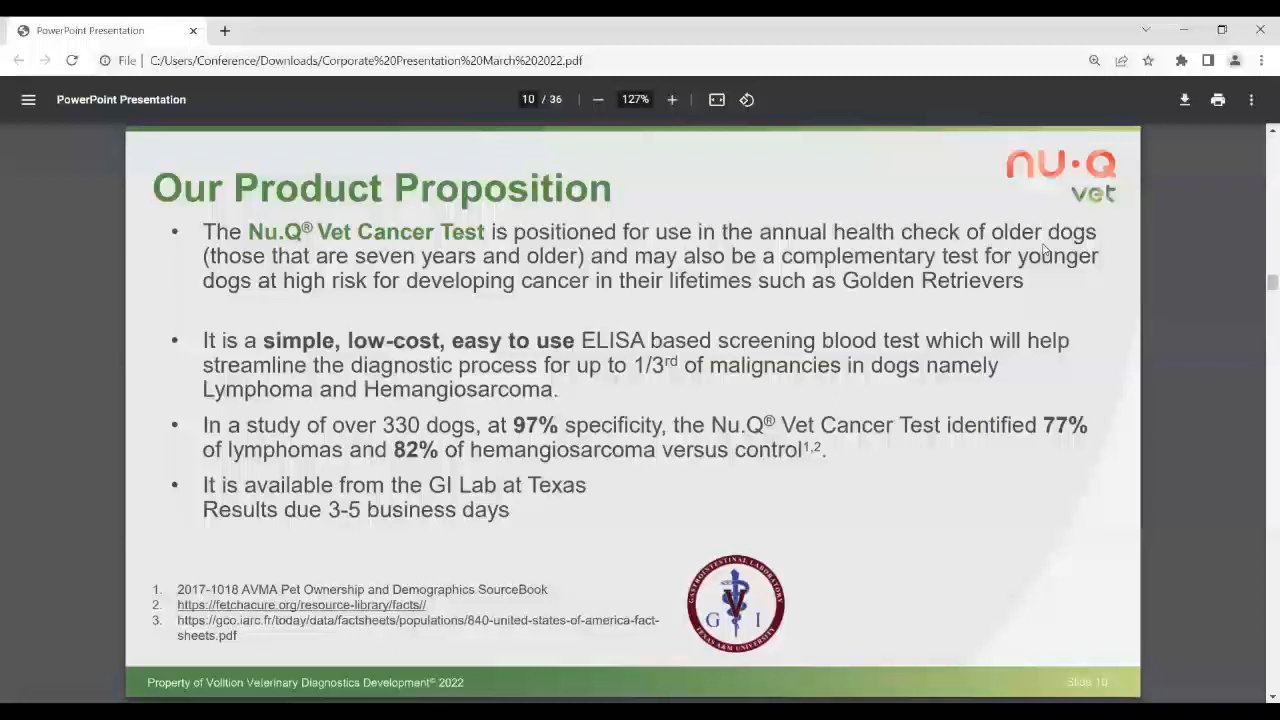 PowerPoint Presentation
File
C:/Users/Conference/Downloads/Corporate%20Presentation%20March%202022.pdf
PowerPoint Presentation
10 / 36
127%
nu.Q
vet
Our Product Proposition
• The Nu.Q® Vet Cancer Test is positioned for use in the annual health check of older dogs
(those that are seven years and older) and may also be a complementary test for younger
dogs at high risk for developing cancer in their lifetimes such as Golden Retrievers
• It is a simple, low-cost, easy to use ELISA based screening blood test which will help
streamline the diagnostic process for up to 1/3rd of malignancies in dogs namely
Lymphoma and Hemangiosarcoma.
• In a study of over 330 dogs, at 97% specificity, the Nu.Q® Vet Cancer Test identified 77%
of lymphomas and 82% of hemangiosarcoma versus control1,2.
• It is available from the GI Lab at Texas
Results due 3-5 business days
1. 2017-1018 AVMA Pet Ownership and Demographics SourceBook
2. https://fetchacure.org/resource-library/facts//
3. https://gco.iarc.fr/today/data/factsheets/populations/840-united-states-of-america-fact-
sheets.pdf
GASTROINTESTINAL LABORATORY
G I
TEXAS A&M UNIVERSITY
Property of Volition Veterinary Diagnostics Development© 2022
Slide 10